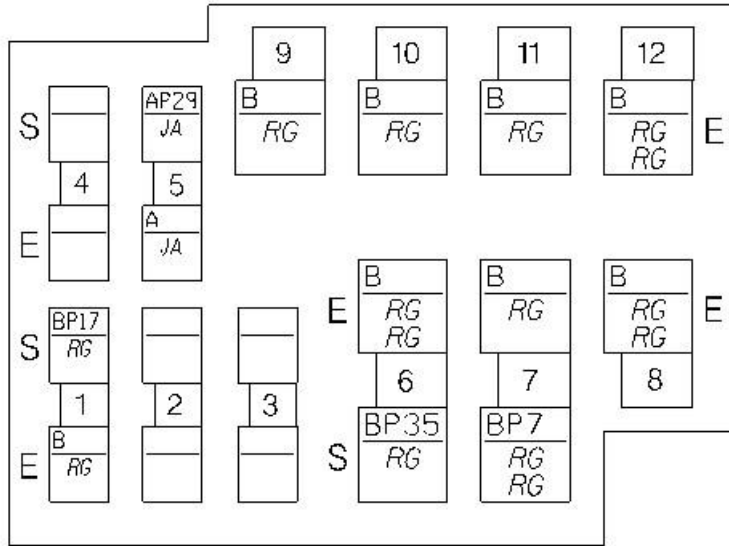 9 10 11 12
B B B B
RG RG RG RG
RG
E
S
AP29
JA
4 5
E
A
JA
B B B
RG RG RG
RG RG
E E
6 7 8
S
BP17
RG
1 2 3
E
B
RG
BP35 BP7
RG RG
RG
S